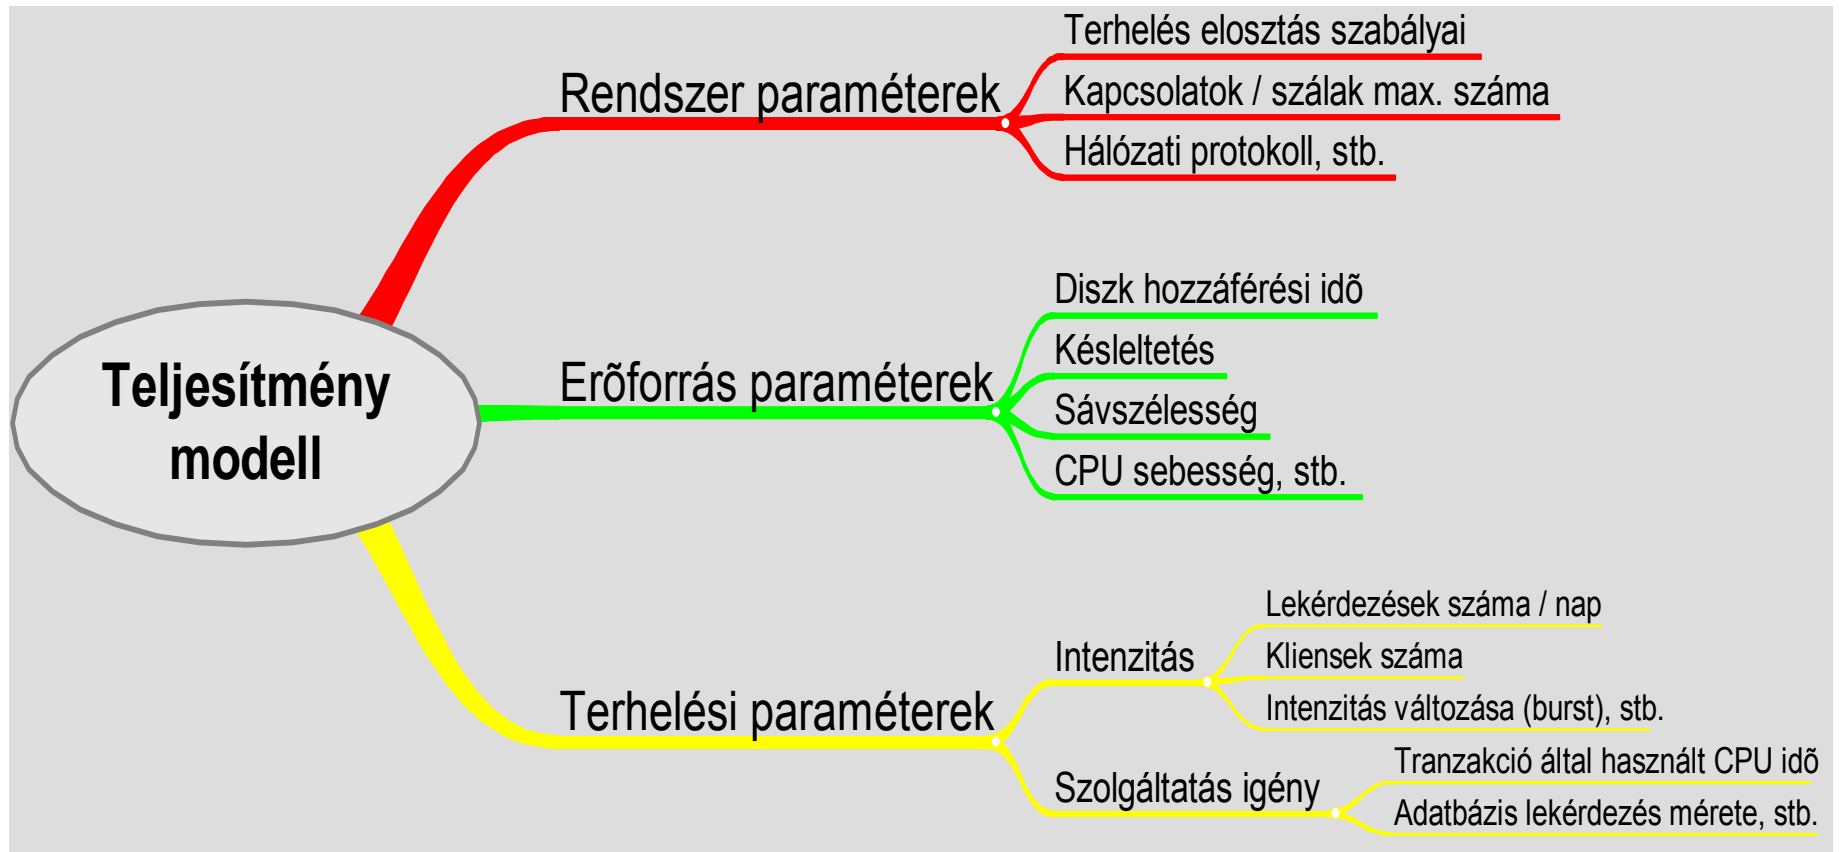 Teljesítmény
modell
Rendszer paraméterek
Terhelés elosztás szabályai
Kapcsolatok / szálak max. száma
Hálózati protokoll, stb.
Erõforrás paraméterek
Diszk hozzáférési idõ
Késleltetés
Sávszélesség
CPU sebesség, stb.
Terhelési paraméterek
Intenzitás
Lekérdezések száma / nap
Kliensek száma
Intenzitás változása (burst), stb.
Szolgáltatás igény
Tranzakció által használt CPU idõ
Adatbázis lekérdezés mérete, stb.